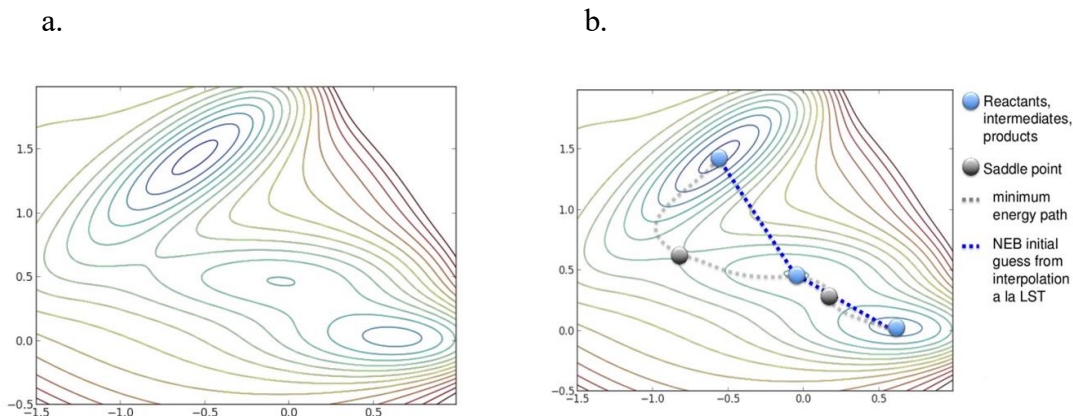 a.
b.
1.5
1.0
0.5
0.0
−0.5
−1.5
−1.0
−0.5
0.0
0.5
1.5
1.0
0.5
0.0
−0.5
−1.5
−1.0
−0.5
0.0
0.5
Reactants,
intermediates,
products
Saddle point
minimum
energy path
NEB initial
guess from
interpolation
a la LST